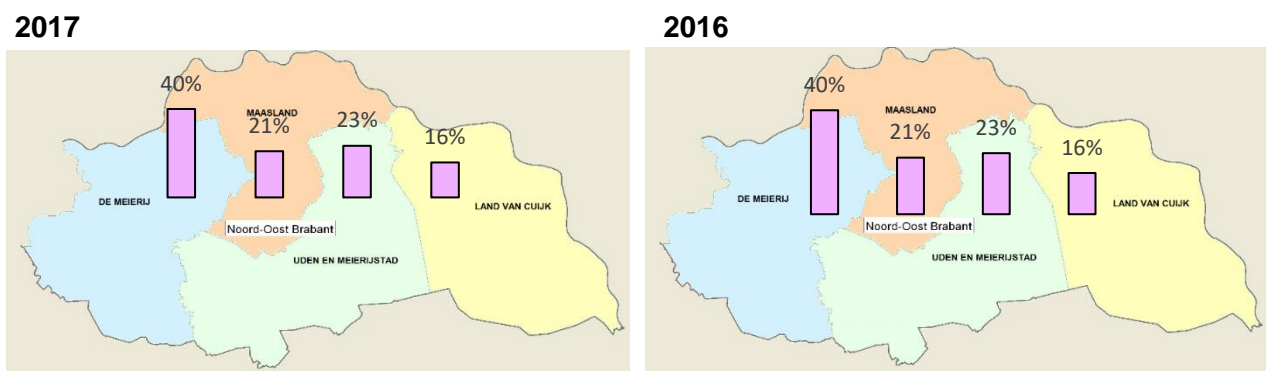 2017
40%
MAASLAND
21%
23%
16%
DE MEIERIJ
LAND VAN CUIJK
Noord-Oost Brabant
UDEN EN MEIERIJSTAD
2016
40%
MAASLAND
21%
23%
16%
DE MEIERIJ
LAND VAN CUIJK
Noord-Oost Brabant
UDEN EN MEIERIJSTAD